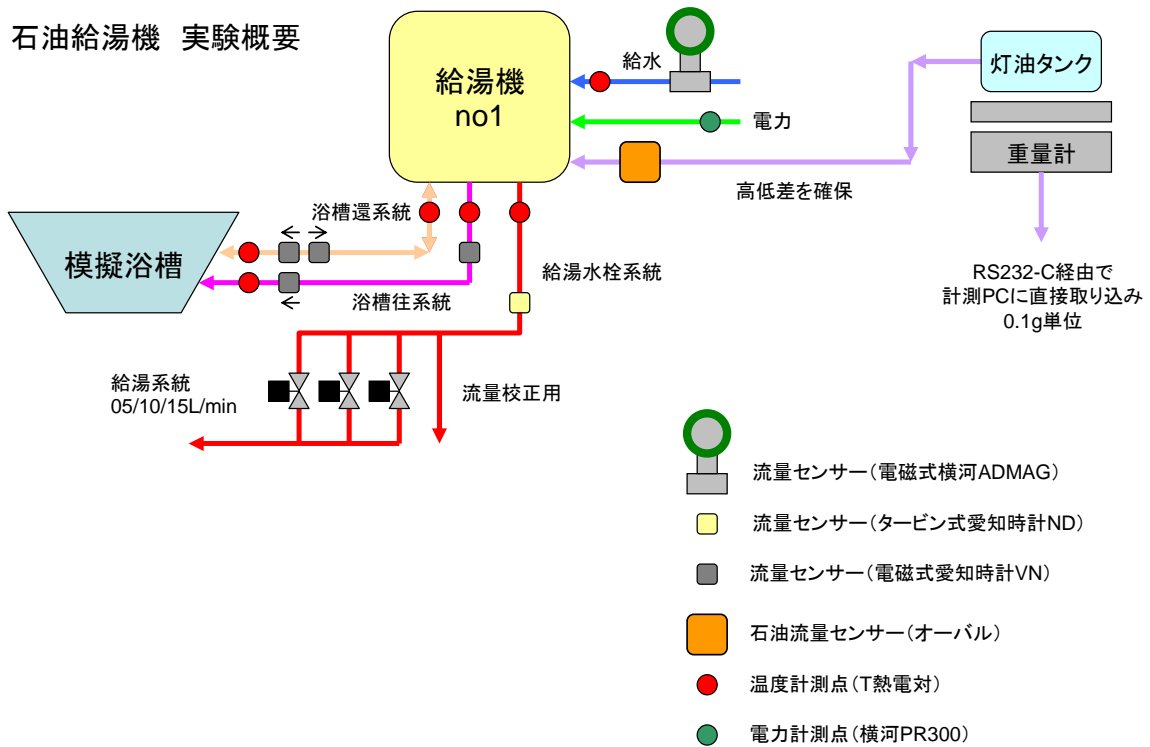 石油給湯機 実験概要
給湯機
no1
給水
電力
灯油タンク
重量計
高低差を確保
RS232-C経由で
計測PCに直接取り込み
0.1g単位
浴槽還系統
模擬浴槽
浴槽往系統
給湯水栓系統
給湯系統
05/10/15L/min
流量校正用
流量センサー(電磁式横河ADMAG)
流量センサー(タービン式愛知時計ND)
流量センサー(電磁式愛知時計VN)
石油流量センサー(オーバル)
温度計測点(T熱電対)
電力計測点(横河PR300)